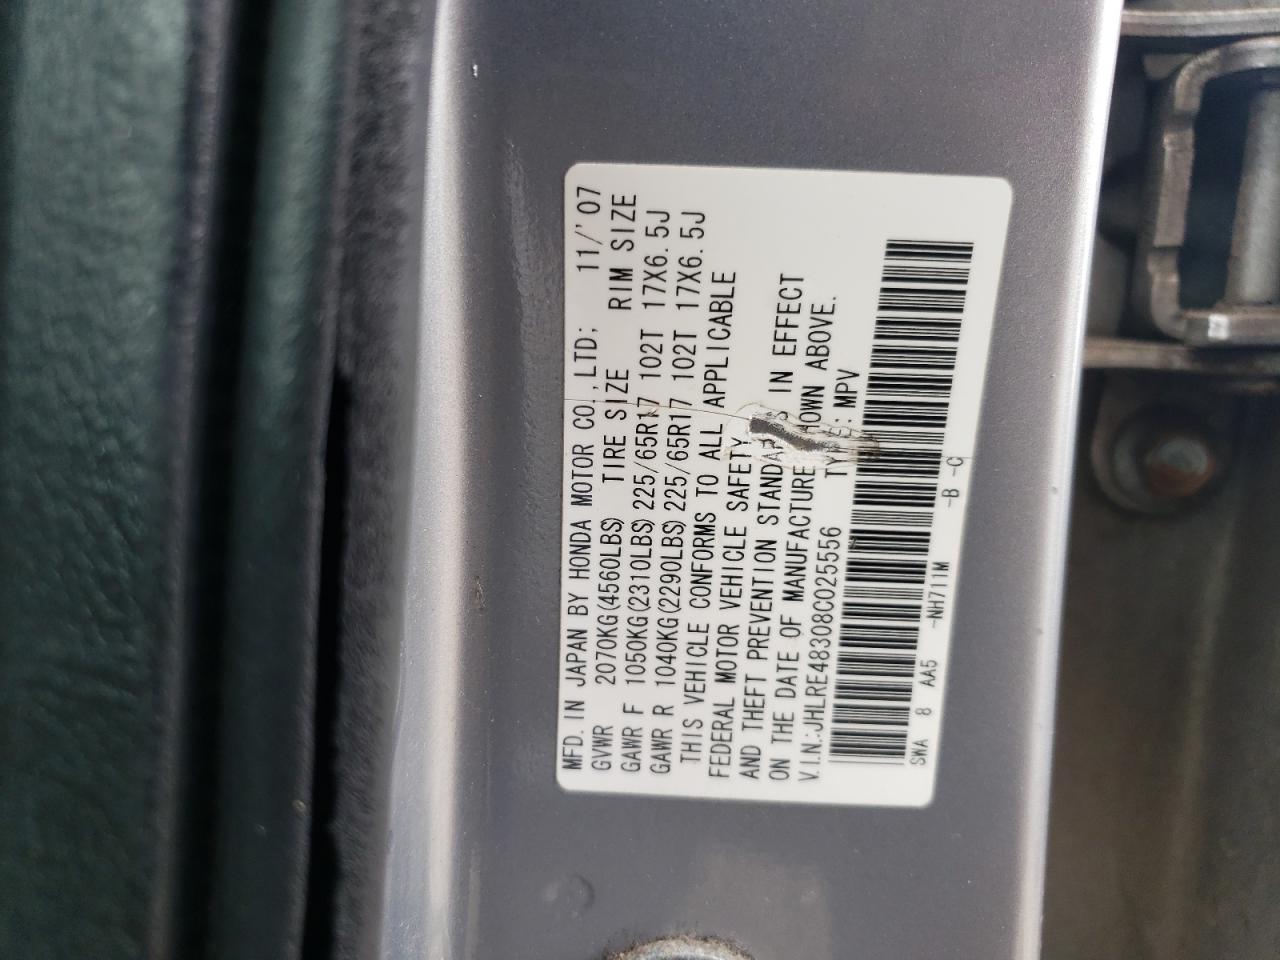 MFD. IN JAPAN BY HONDA MOTOR CO., LTD; 11/'07
GVWR 2070KG(4560LBS) TIRE SIZE RIM SIZE
GAWR F 1050KG(2310LBS) 225/65R17 102T 17X6.5J
GAWR R 1040KG(2290LBS) 225/65R17 102T 17X6.5J
THIS VEHICLE CONFORMS TO ALL APPLICABLE
FEDERAL MOTOR VEHICLE SAFETY
AND THEFT PREVENTION IN EFFECT
ON THE DATE OF MANUFACTURE ABOVE.
V.I.N.:JHLRE48308C025556 : MPV
SWA 8 AA5 -NH711M -B -C